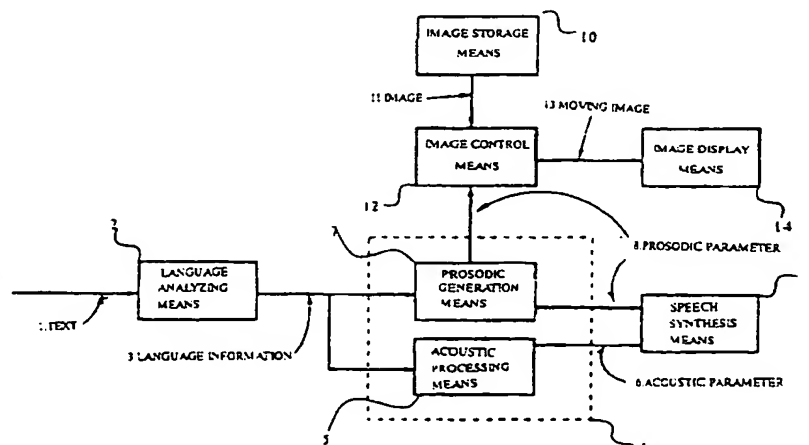 IMAGE STORAGE
MEANS
10
11 IMAGE
13 MOVING IMAGE
IMAGE CONTROL
MEANS
IMAGE DISPLAY
MEANS
12
14
2
7
8.PROSODIC PARAMETER
LANGUAGE
ANALYZING
MEANS
PROSODIC
GENERATION
MEANS
SPEECH
SYNTHESIS
MEANS
1.TEXT
3.LANGUAGE INFORMATION
ACOUSTIC
PROCESSING
MEANS
6.ACOUSTIC PARAMETER
5